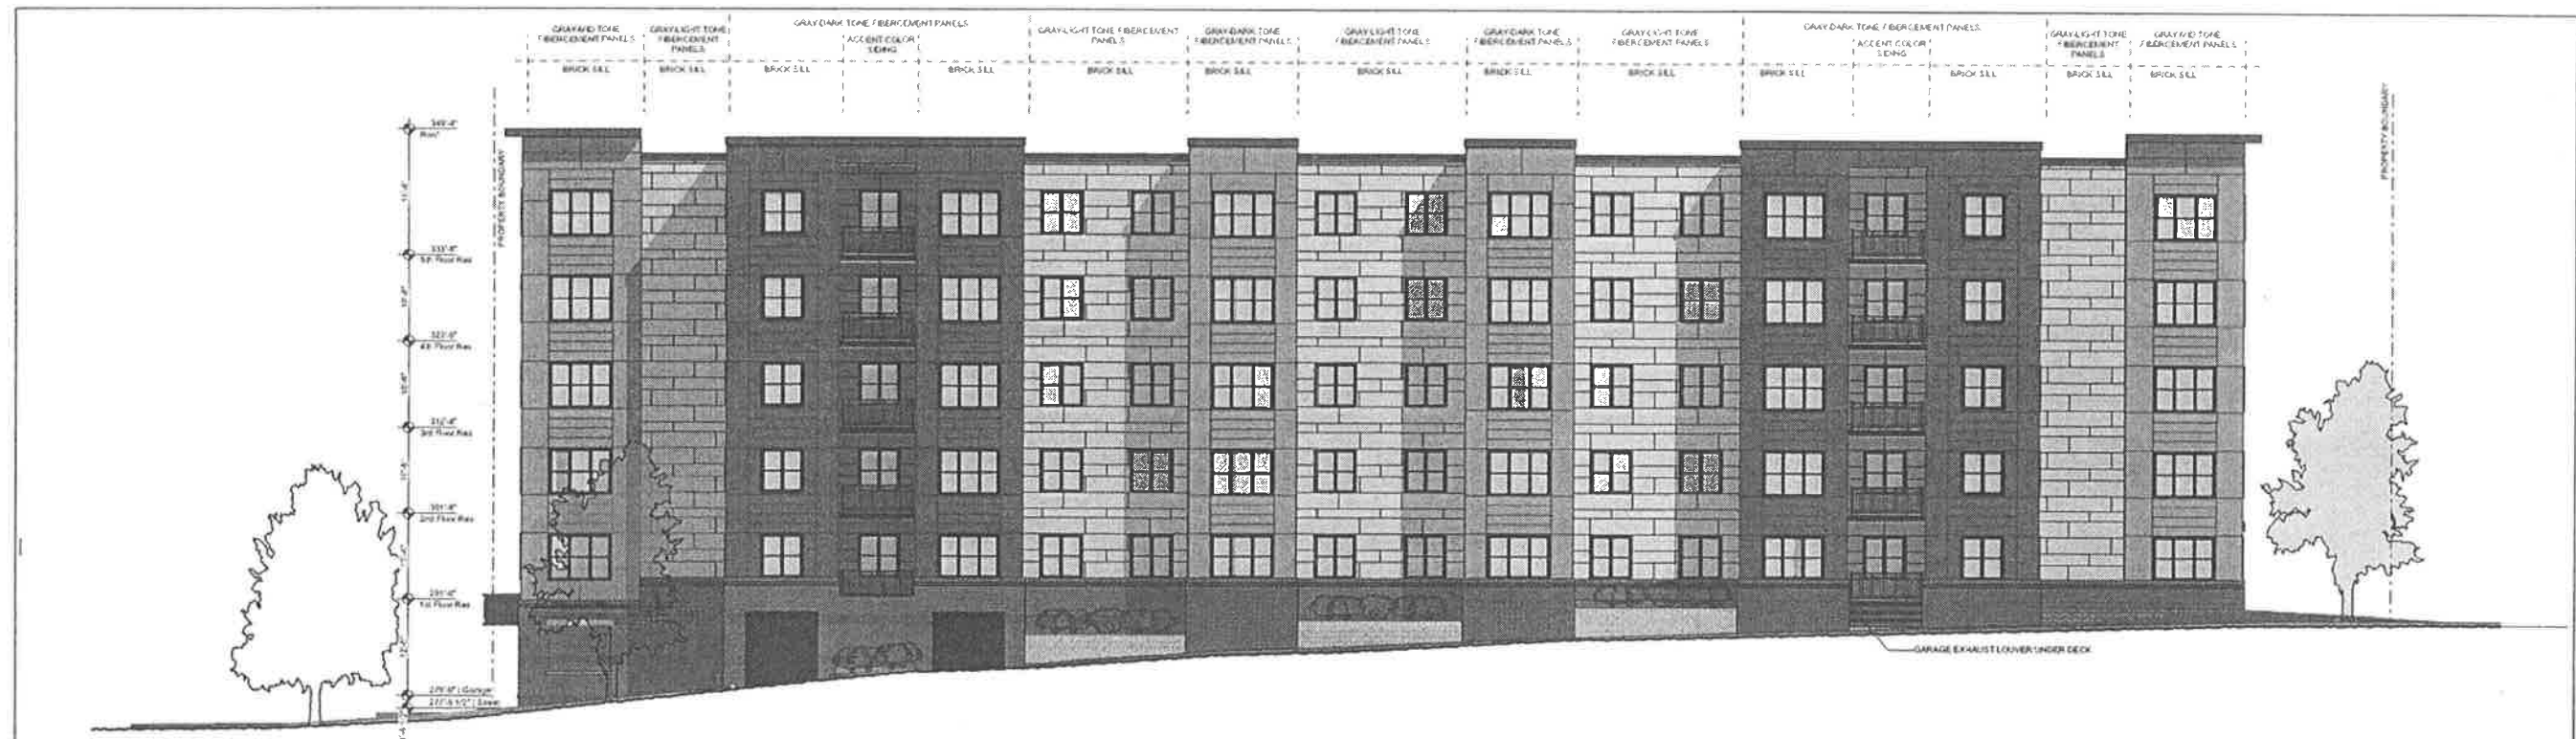 GRAY-MID TONE
FIBERCEMENT PANELS
BRICK SILL
GRAY-LIGHT TONE
FIBERCEMENT
PANELS
BRICK SILL
GRAY-DARK TONE FIBERCEMENT PANELS
BRICK SILL
ACCENT COLOR
SIDING
BRICK SILL
GRAY-LIGHT TONE FIBERCEMENT
PANELS
BRICK SILL
GRAY-DARK TONE
FIBERCEMENT PANELS
BRICK SILL
GRAY-LIGHT TONE
FIBERCEMENT PANELS
BRICK SILL
GRAY-DARK TONE
FIBERCEMENT PANELS
BRICK SILL
GRAY-LIGHT TONE
FIBERCEMENT PANELS
BRICK SILL
GRAY-DARK TONE FIBERCEMENT PANELS
BRICK SILL
ACCENT COLOR
SIDING
BRICK SILL
GRAY-LIGHT TONE
FIBERCEMENT
PANELS
BRICK SILL
GRAY-MID TONE
FIBERCEMENT PANELS
BRICK SILL
Roof
PROPERTY BOUNDARY
PROPERTY BOUNDARY
5th Floor Res
4th Floor Res
3rd Floor Res
2nd Floor Res
1st Floor Res
Garage
GARAGE EXHAUST LOUVER UNDER DECK